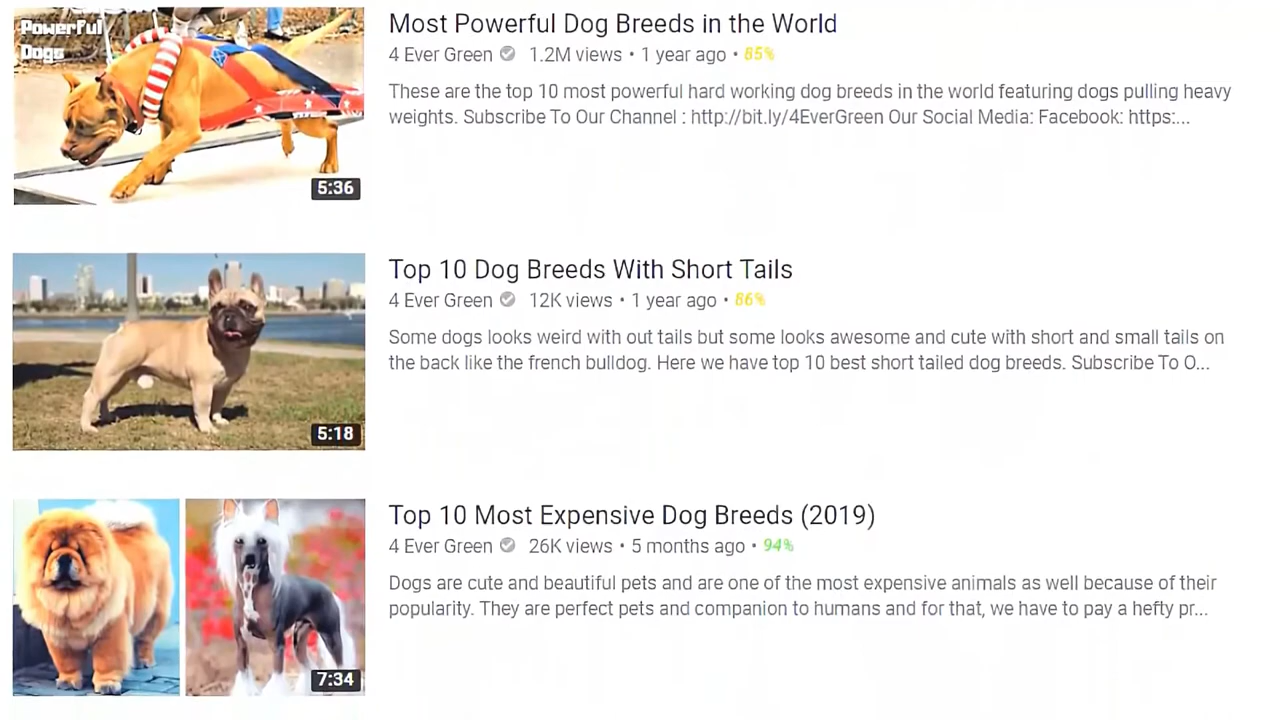 Powerful
Dogs
5:36
Most Powerful Dog Breeds in the World
4 Ever Green 1.2M views • 1 year ago • 85%
These are the top 10 most powerful hard working dog breeds in the world featuring dogs pulling heavy
weights. Subscribe To Our Channel : http://bit.ly/4EverGreen Our Social Media: Facebook: https:...
5:18
Top 10 Dog Breeds With Short Tails
4 Ever Green 12K views • 1 year ago • 86%
Some dogs looks weird with out tails but some looks awesome and cute with short and small tails on
the back like the french bulldog. Here we have top 10 best short tailed dog breeds. Subscribe To O...
7:34
Top 10 Most Expensive Dog Breeds (2019)
4 Ever Green 26K views • 5 months ago • 94%
Dogs are cute and beautiful pets and are one of the most expensive animals as well because of their
popularity. They are perfect pets and companion to humans and for that, we have to pay a hefty pr...